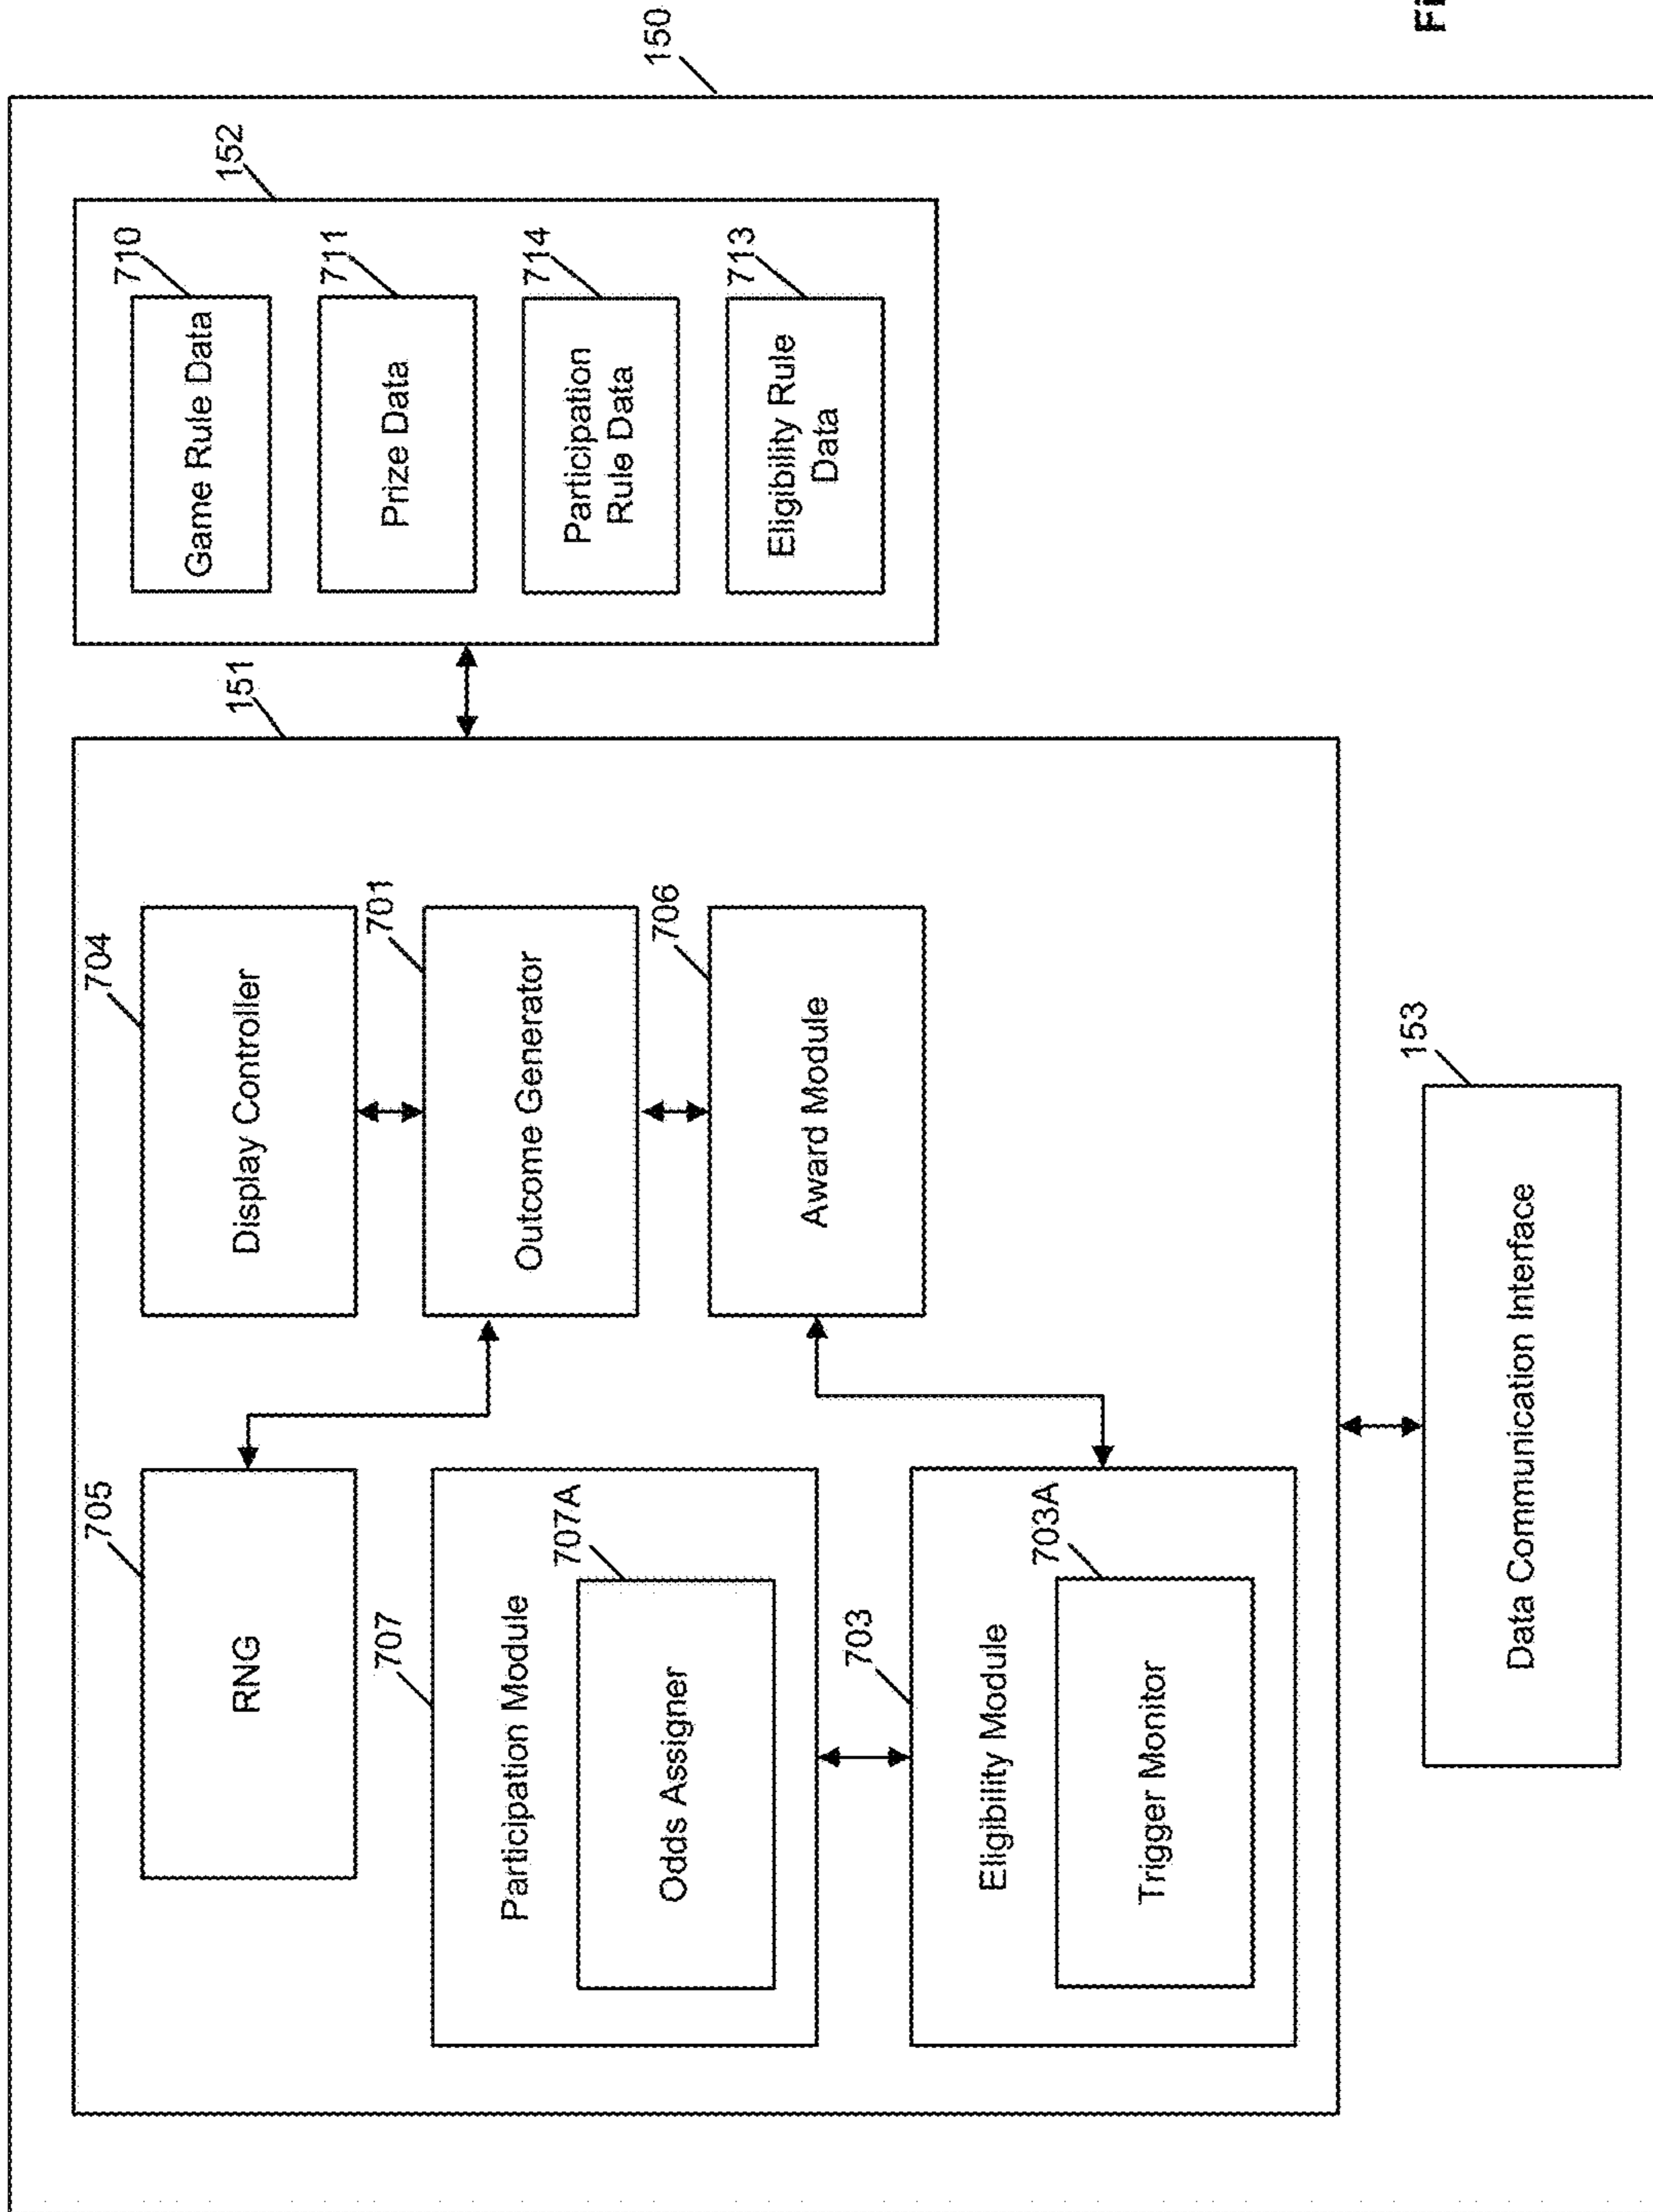 150
151
152
705
RNG
704
Display Controller
710
Game Rule Data
707
Participation Module
707A
Odds Assigner
701
Outcome Generator
711
Prize Data
714
Participation
Rule Data
703
Eligibility Module
703A
Trigger Monitor
706
Award Module
713
Eligibility Rule
Data
153
Data Communication Interface